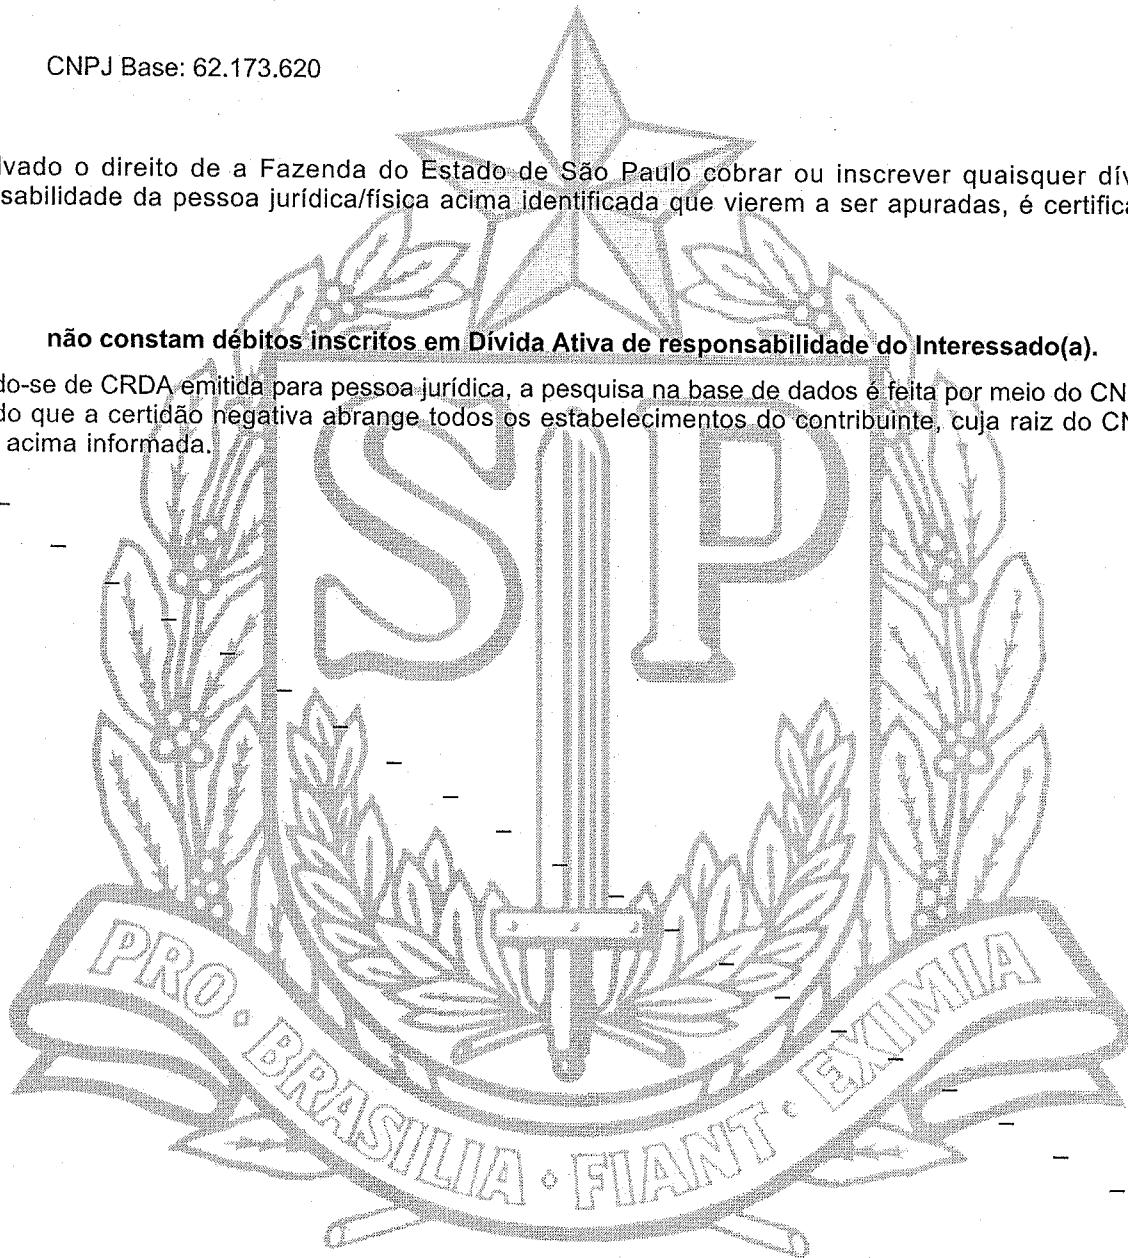 CNPJ Base: 62.173.620
lvado o direito de a Fazenda do Estado de São Paulo cobrar ou inscrever quaisquer dív
sabilidade da pessoa jurídica/física acima identificada que vierem a ser apuradas, é certifica
não constam débitos inscritos em Dívida Ativa de responsabilidade do Interessado(a).
do-se de CRDA emitida para pessoa jurídica, a pesquisa na base de dados é feita por meio do CN
do que a certidão negativa abrange todos os estabelecimentos do contribuinte, cuja raiz do CN
acima informada.
SP
PRO BRASILIA FIANT EXIMIA